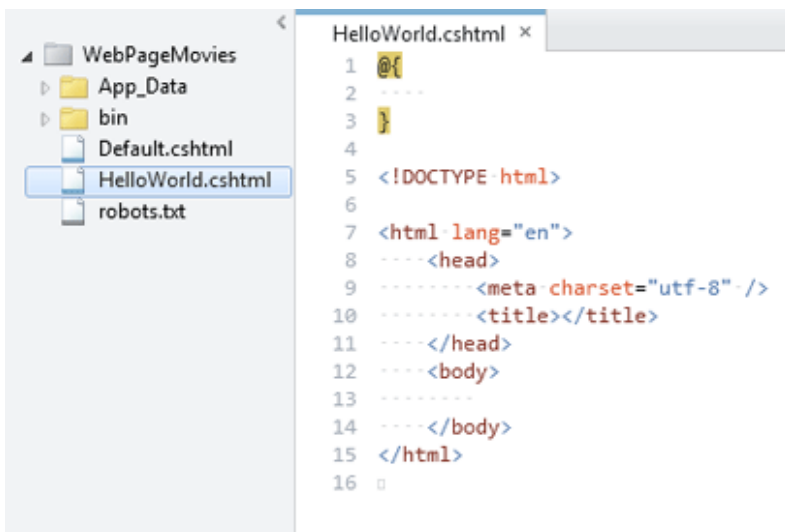 WebPageMovies
App_Data
bin
Default.cshtml
HelloWorld.cshtml
robots.txt
HelloWorld.cshtml ×
1 @{
2
3 }
4
5 <!DOCTYPE html>
6
7 <html lang="en">
8     <head>
9         <meta charset="utf-8" />
10         <title></title>
11     </head>
12     <body>
13
14     </body>
15 </html>
16